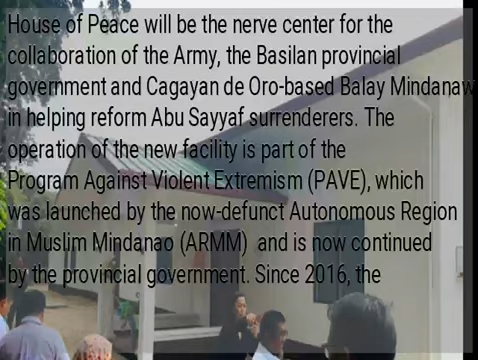 House of Peace will be the nerve center for the
collaboration of the Army, the Basilan provincial
government and Cagayan de Oro-based Balay Mindanaw
in helping reform Abu Sayyaf surrenderers. The
operation of the new facility is part of the
Program Against Violent Extremism (PAVE), which
was launched by the now-defunct Autonomous Region
in Muslim Mindanao (ARMM) and is now continued
by the provincial government. Since 2016, the